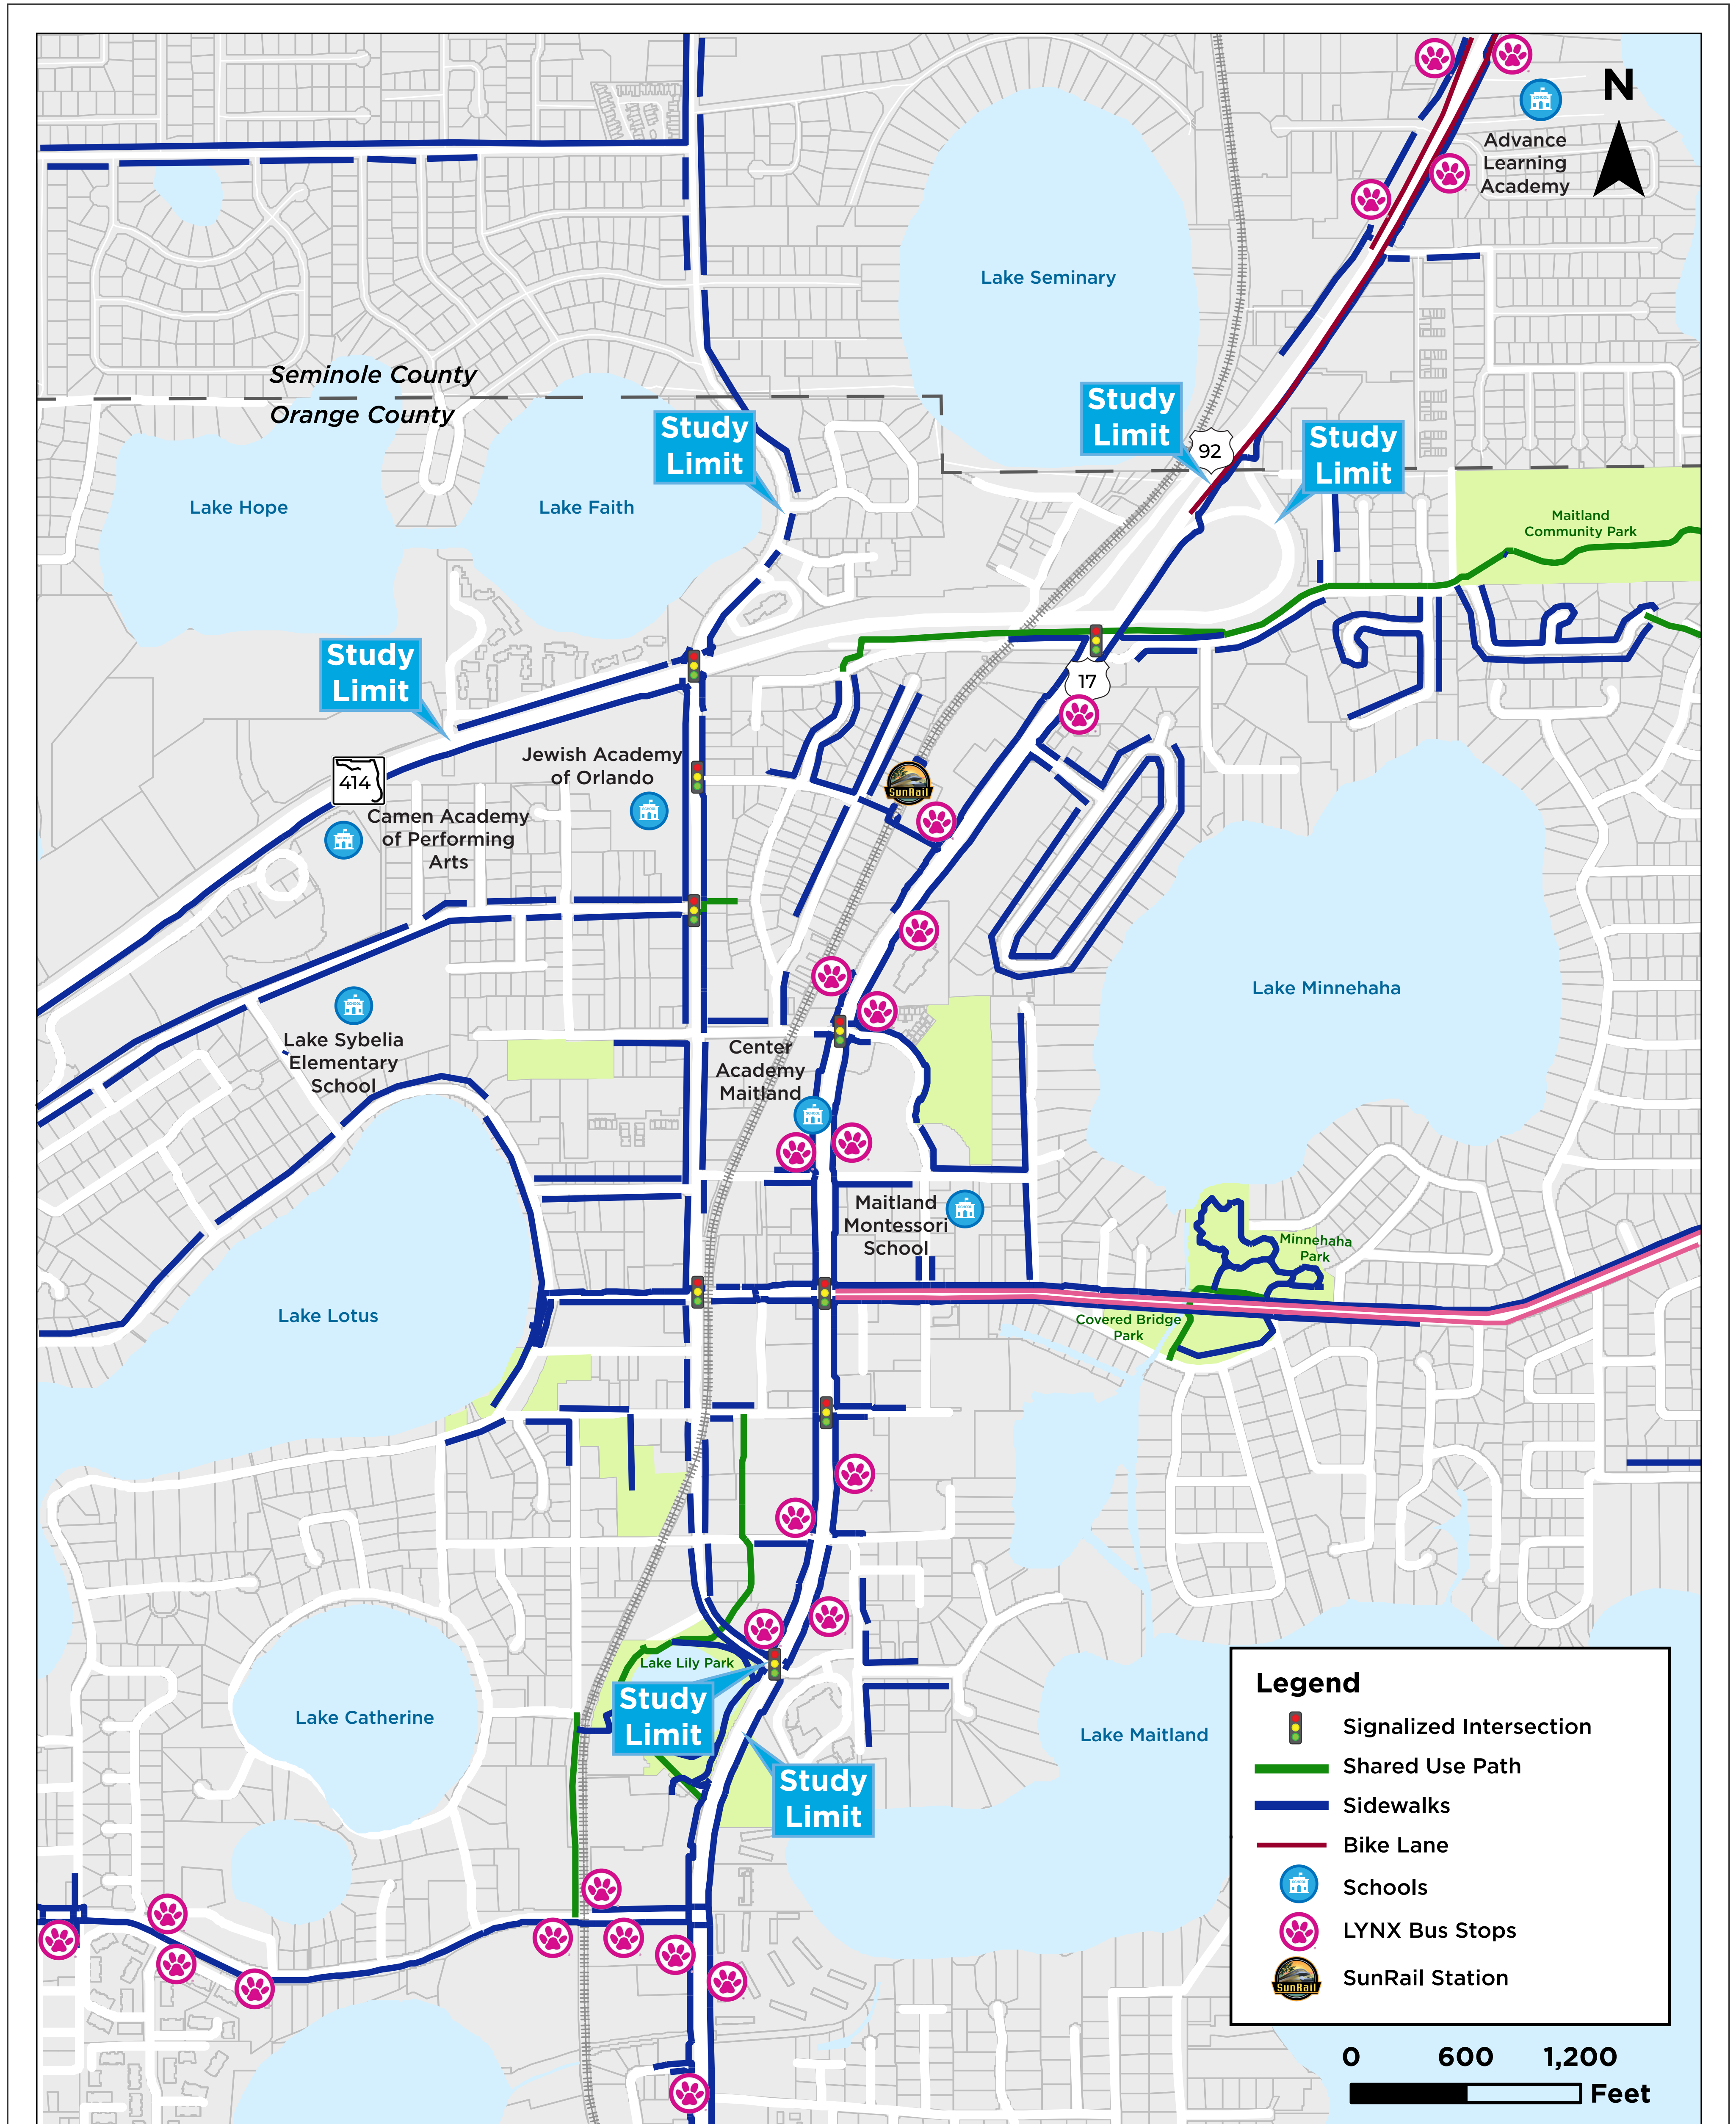 N
Advance
Learning
Academy
Lake Seminary
Seminole County
Orange County
Study
Limit
Study
Limit
92
Study
Limit
Lake Hope
Lake Faith
Maitland
Community Park
Study
Limit
17
Jewish Academy
of Orlando
414
SunRail
Camen Academy
of Performing
Arts
Lake Minnehaha
Lake Sybelia
Elementary
School
Center
Academy
Maitland
Maitland
Montessori
School
Minnehaha
Park
Lake Lotus
Covered Bridge
Park
Lake Lily Park
Study
Limit
Lake Catherine
Lake Maitland
Study
Limit
Legend
Signalized Intersection
Shared Use Path
Sidewalks
Bike Lane
Schools
LYNX Bus Stops
SunRail
SunRail Station
0 600 1,200
Feet